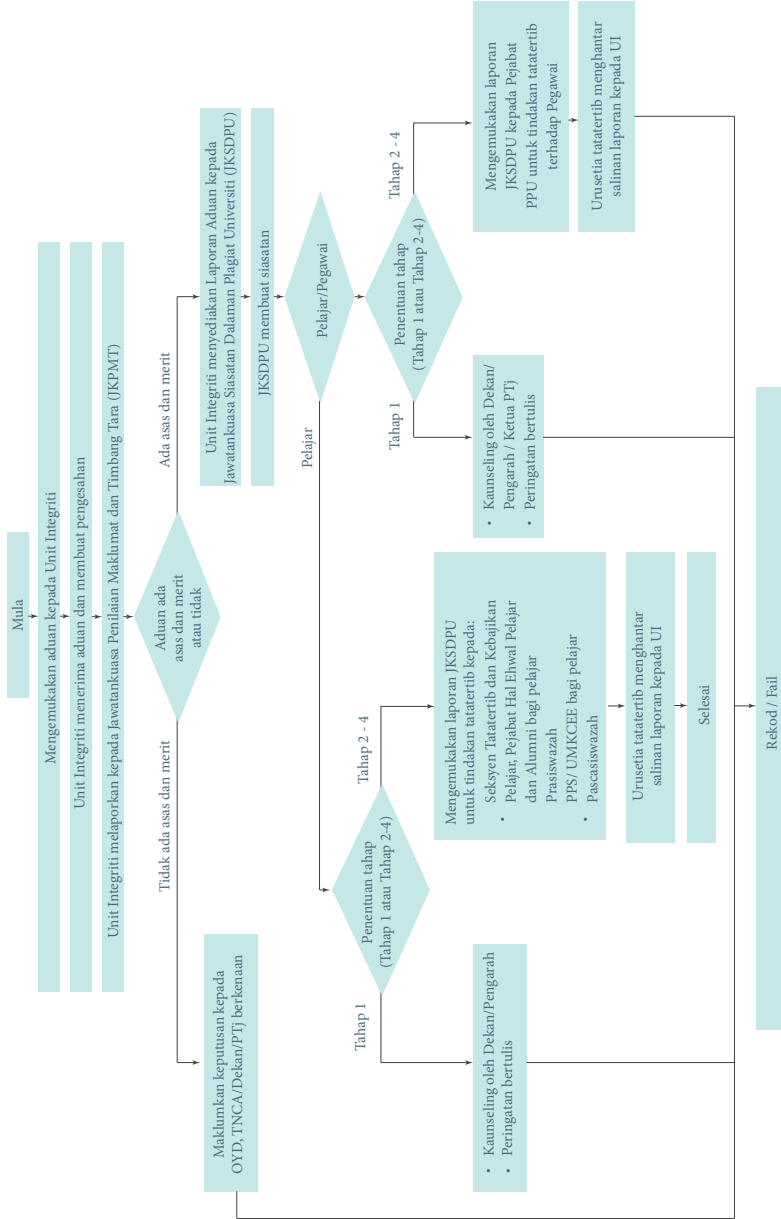 Mula
Mengemukakan aduan kepada Unit Integriti
Unit Integriti menerima aduan dan membuat pengesahan
Unit Integriti melaporkan kepada Jawatankuasa Penilaian Maklumat dan Timbang Tara (JKPMT)
Aduan ada
asas dan merit
atau tidak
Tidak ada asas dan merit
Ada asas dan merit
Maklumkan keputusan kepada
OYD, TNCA/Dekan/PTj berkenaan
Unit Integriti menyediakan Laporan Aduan kepada
Jawatankuasa Siasatan Dalaman Plagiat Universiti (JKSDPU)
JKSDPU membuat siasatan
Pelajar/Pegawai
Pelajar
Penentuan tahap
(Tahap 1 atau Tahap 2-4)
Tahap 1
Tahap 2 - 4
• Kaunseling oleh Dekan/Pengarah
• Peringatan bertulis
Mengemukakan laporan JKSDPU
untuk tindakan tatatertib kepada:
Seksyen Tatatertib dan Kebajikan
• Pelajar, Pejabat Hal Ehwal Pelajar
dan Alumni bagi pelajar
Prasiswazah
PPS/ UMKCEE bagi pelajar
• Pascasiswazah
Urusetia tatatertib menghantar
salinan laporan kepada UI
Selesai
Penentuan tahap
(Tahap 1 atau Tahap 2-4)
Tahap 1
Tahap 2 - 4
• Kaunseling oleh Dekan/
Pengarah / Ketua PTj
• Peringatan bertulis
Mengemukakan laporan
JKSDPU kepada Pejabat
PPU untuk tindakan tatatertib
terhadap Pegawai
Urusetia tatatertib menghantar
salinan laporan kepada UI
Rekod / Fail